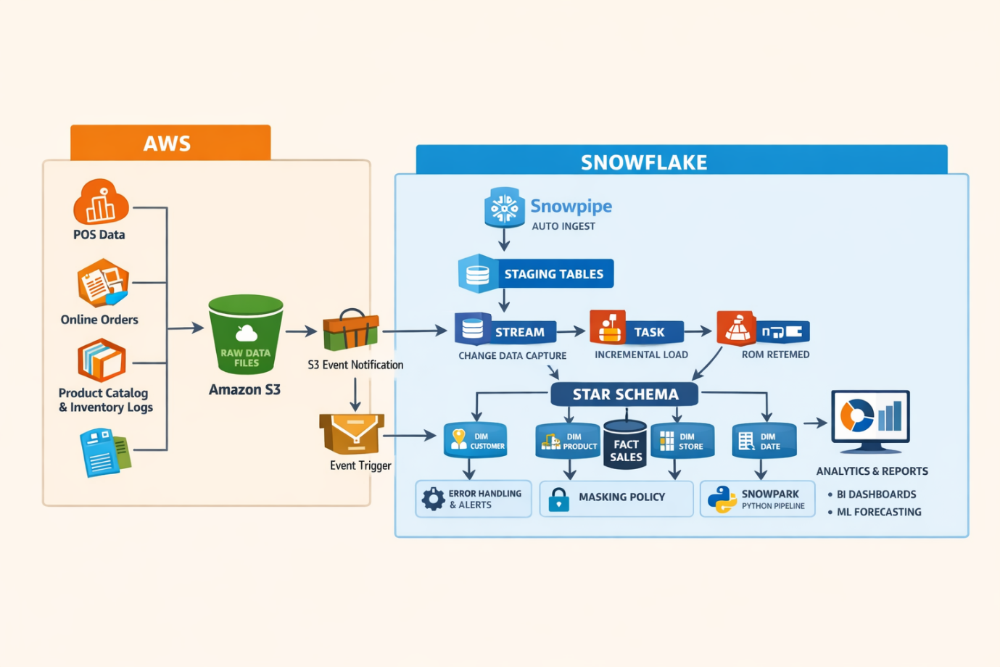 AWS
SNOWFLAKE
POS Data
Online Orders
Product Catalog
& Inventory Logs
RAW DATA
FILES
Amazon S3
S3 Event Notification
Event Trigger
Snowpipe
AUTO INGEST
STAGING TABLES
STREAM
CHANGE DATA CAPTURE
TASK
INCREMENTAL LOAD
ROM RETEMED
STAR SCHEMA
DIM
CUSTOMER
DIM
PRODUCT
FACT
SALES
DIM
STORE
DIM
DATE
ERROR HANDLING
& ALERTS
MASKING POLICY
SNOWPARK
PYTHON PIPELINE
ANALYTICS & REPORTS
• BI DASHBOARDS
• ML FORECASTING